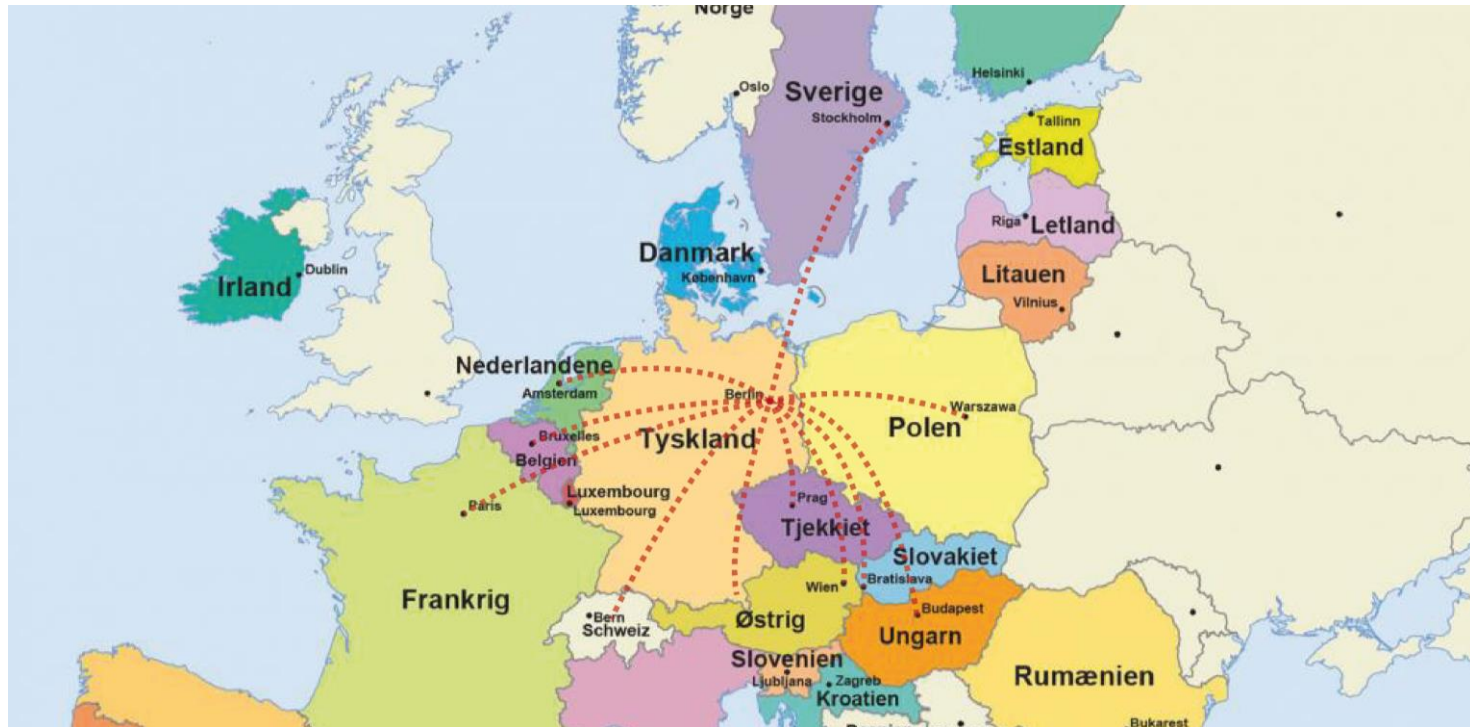 Norge
Oslo
Sverige
Stockholm
Helsinki
Tallinn
Estland
Riga
Letland
Litauen
Vilnius
Danmark
København
Dublin
Irland
Nederlandene
Amsterdam
Berlin
Tyskland
Warszawa
Polen
Bruxelles
Belgien
Luxembourg
Luxembourg
Paris
Frankrig
Prag
Tjekkiet
Slovakiet
Bratislava
Wien
Østrig
Bern
Schweiz
Budapest
Ungarn
Slovenien
Ljubljana
Zagreb
Kroatien
Rumænien
Bukarest